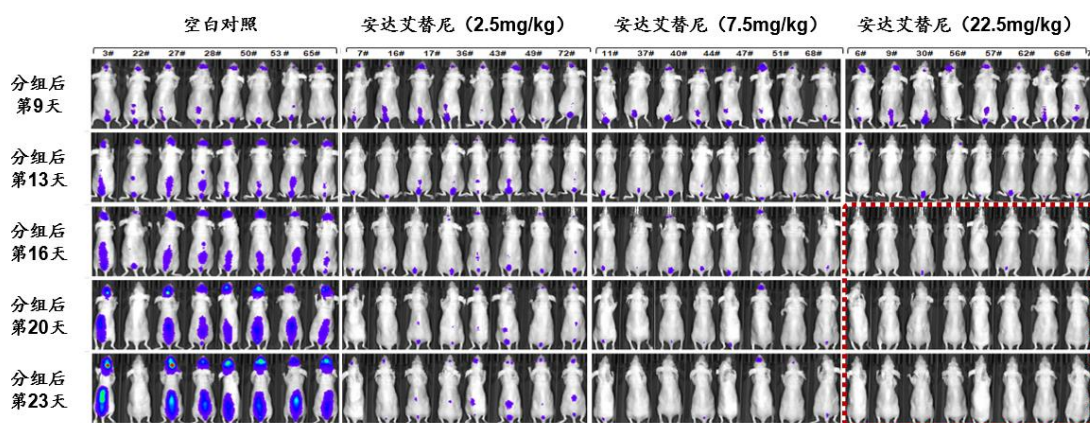 空白对照
安达艾替尼（2.5mg/kg）
安达艾替尼（7.5mg/kg）
安达艾替尼（22.5mg/kg）
3# 22# 27# 28# 50# 53# 65#
7# 16# 17# 36# 43# 49# 72#
11# 37# 40# 44# 47# 51# 68#
6# 9# 30# 56# 57# 62# 66# 7
分组后
第9天
分组后
第13天
分组后
第16天
分组后
第20天
分组后
第23天